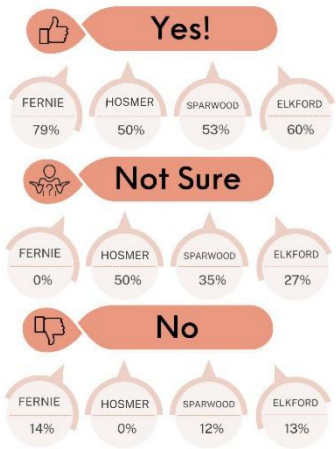 Yes!
FERNIE HOSMER SPARWOOD ELKFORD
79% 50% 53% 60%
??
Not Sure
FERNIE HOSMER SPARWOOD ELKFORD
0% 50% 35% 27%
No
FERNIE HOSMER SPARWOOD ELKFORD
14% 0% 12% 13%